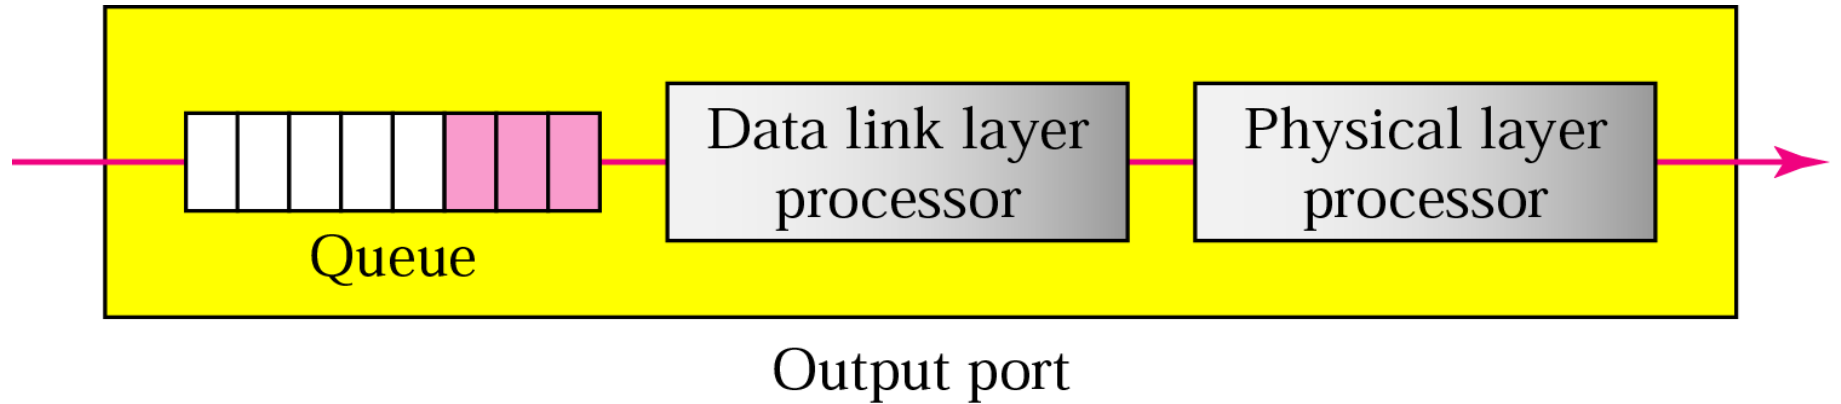 Data link layer
processor
Physical layer
processor
Queue
Output port